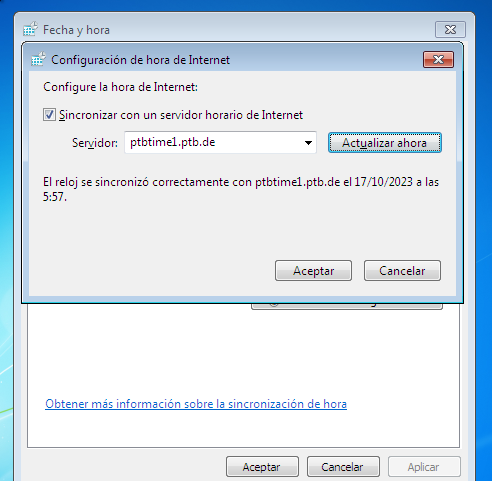 Fecha y hora
Configuración de hora de Internet
Configure la hora de Internet:
Sincronizar con un servidor horario de Internet
Servidor: ptbtime1.ptb.de Actualizar ahora
El reloj se sincronizó correctamente con ptbtime1.ptb.de el 17/10/2023 a las
5:57.
Aceptar Cancelar
Obtener más información sobre la sincronización de hora
Aceptar Cancelar Aplicar